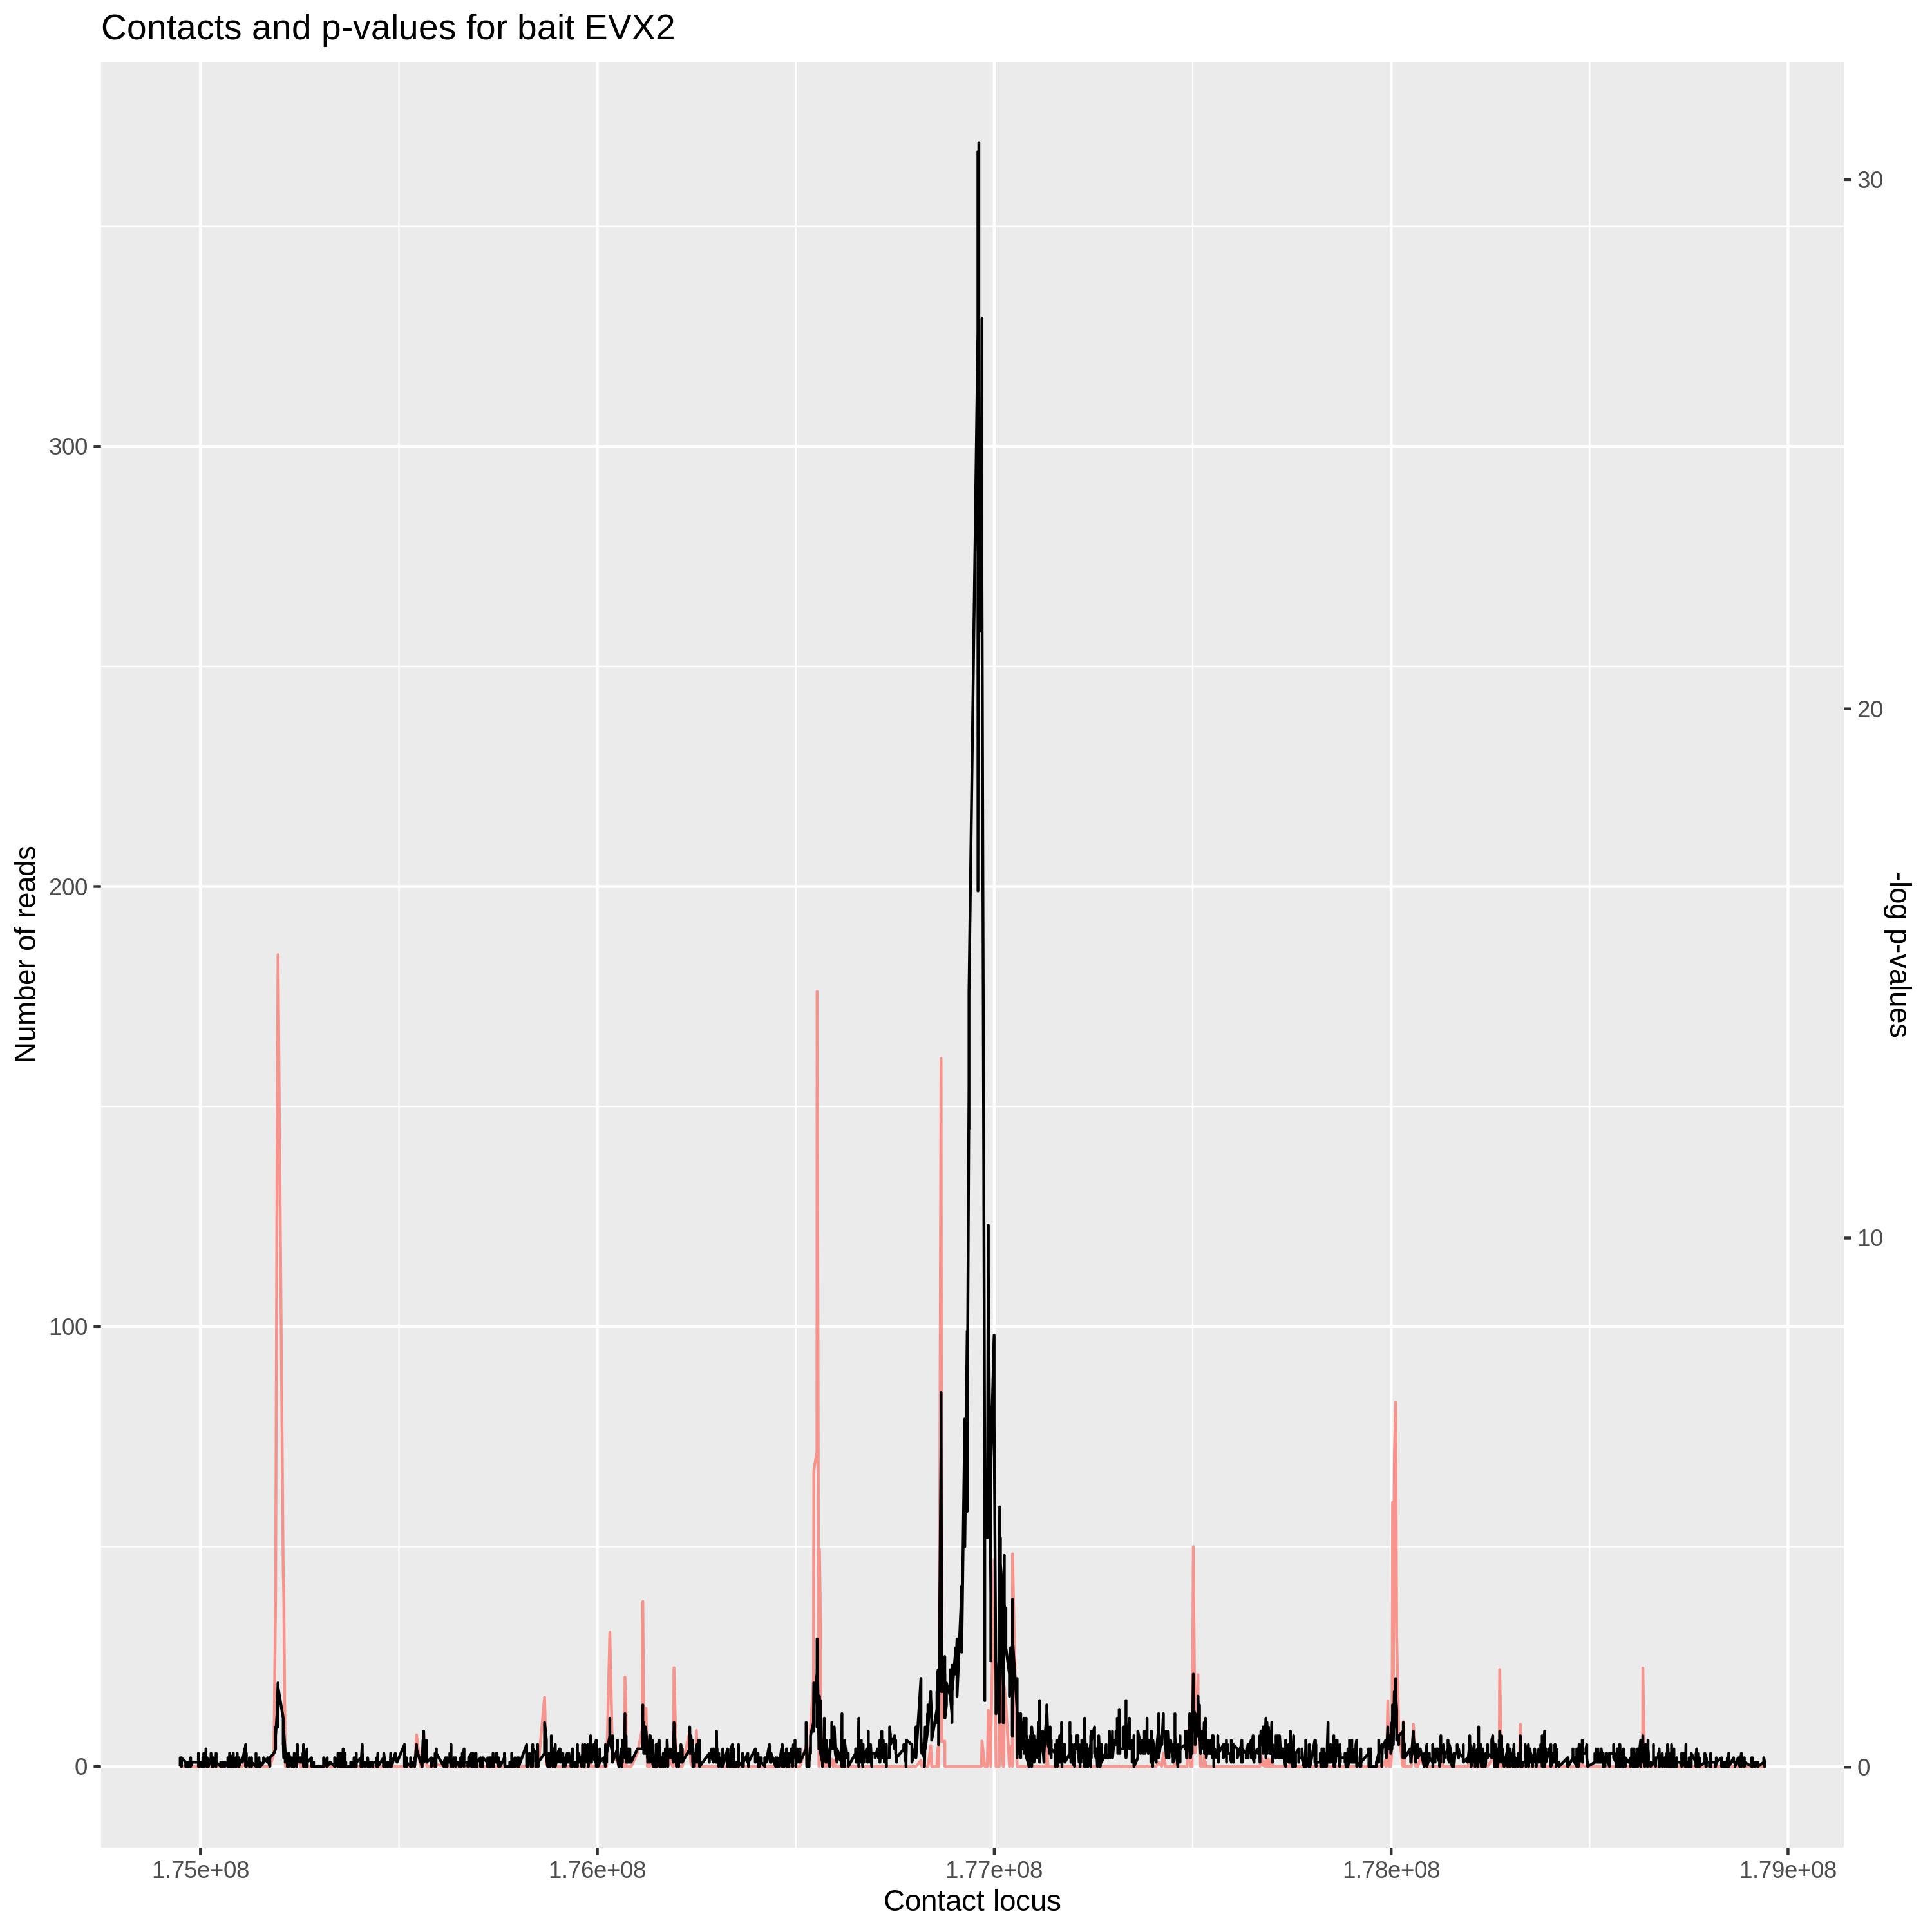 Contacts and p-values for bait EVX2
Number of reads
300
200
100
0
-log p-values
30
20
10
0
1.75e+08
1.76e+08
1.77e+08
1.78e+08
1.79e+08
Contact locus